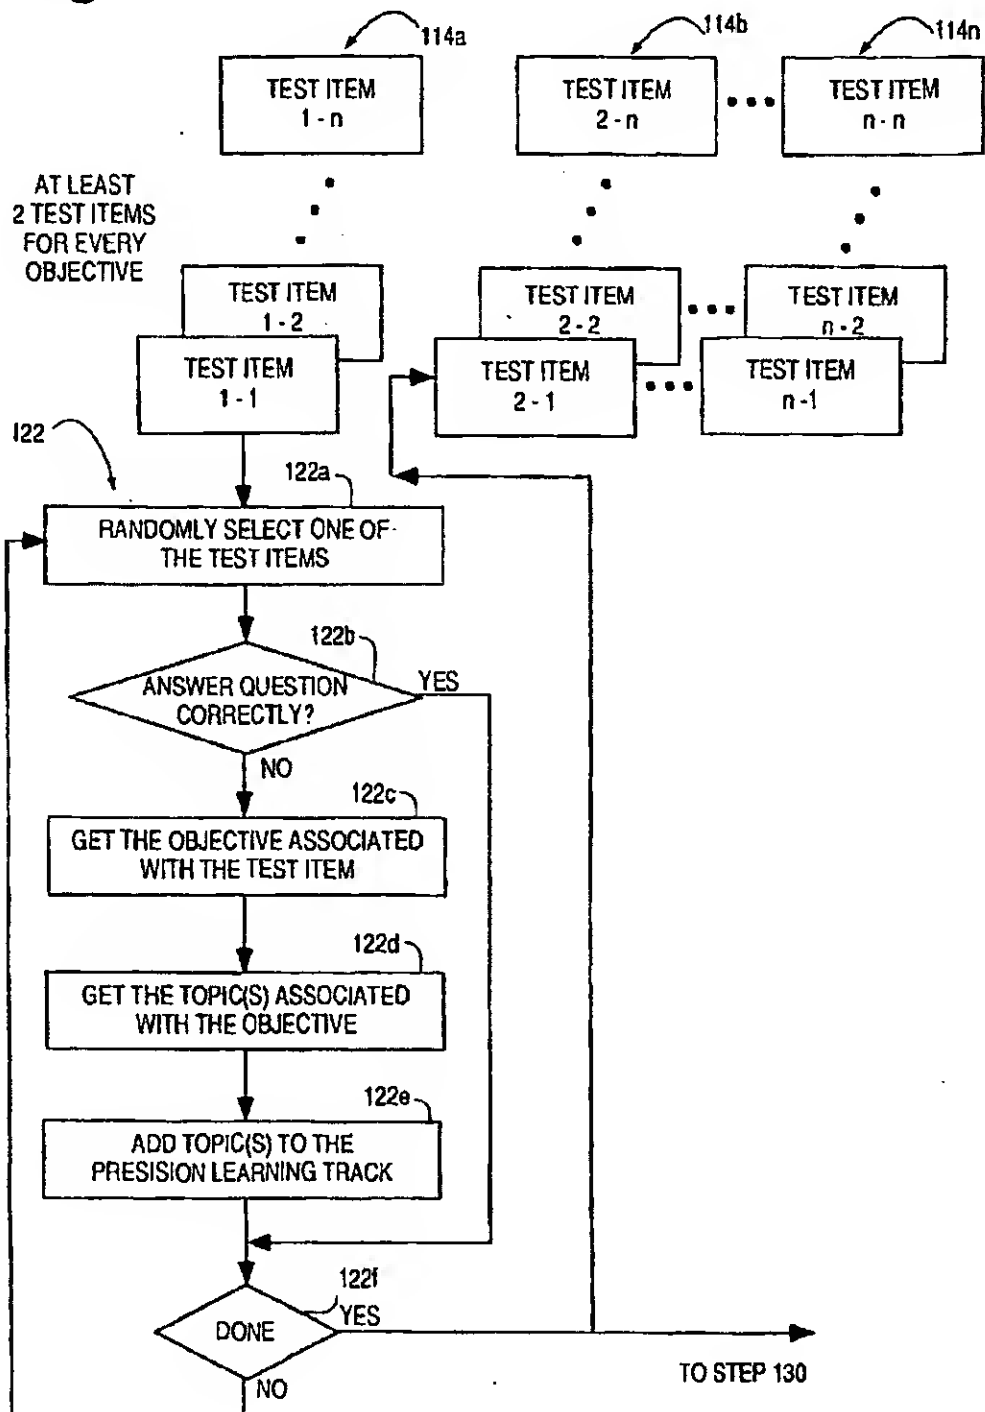 114a
114b
114n
TEST ITEM
1 - n
TEST ITEM
2 - n
TEST ITEM
n - n
AT LEAST
2 TEST ITEMS
FOR EVERY
OBJECTIVE
TEST ITEM
1 - 2
TEST ITEM
2 - 2
TEST ITEM
n - 2
TEST ITEM
1 - 1
TEST ITEM
2 - 1
TEST ITEM
n - 1
122
122a
RANDOMLY SELECT ONE OF
THE TEST ITEMS
122b
ANSWER QUESTION
CORRECTLY?
YES
NO
122c
GET THE OBJECTIVE ASSOCIATED
WITH THE TEST ITEM
122d
GET THE TOPIC(S) ASSOCIATED
WITH THE OBJECTIVE
122e
ADD TOPIC(S) TO THE
PRESISION LEARNING TRACK
122f
DONE
YES
NO
TO STEP 130